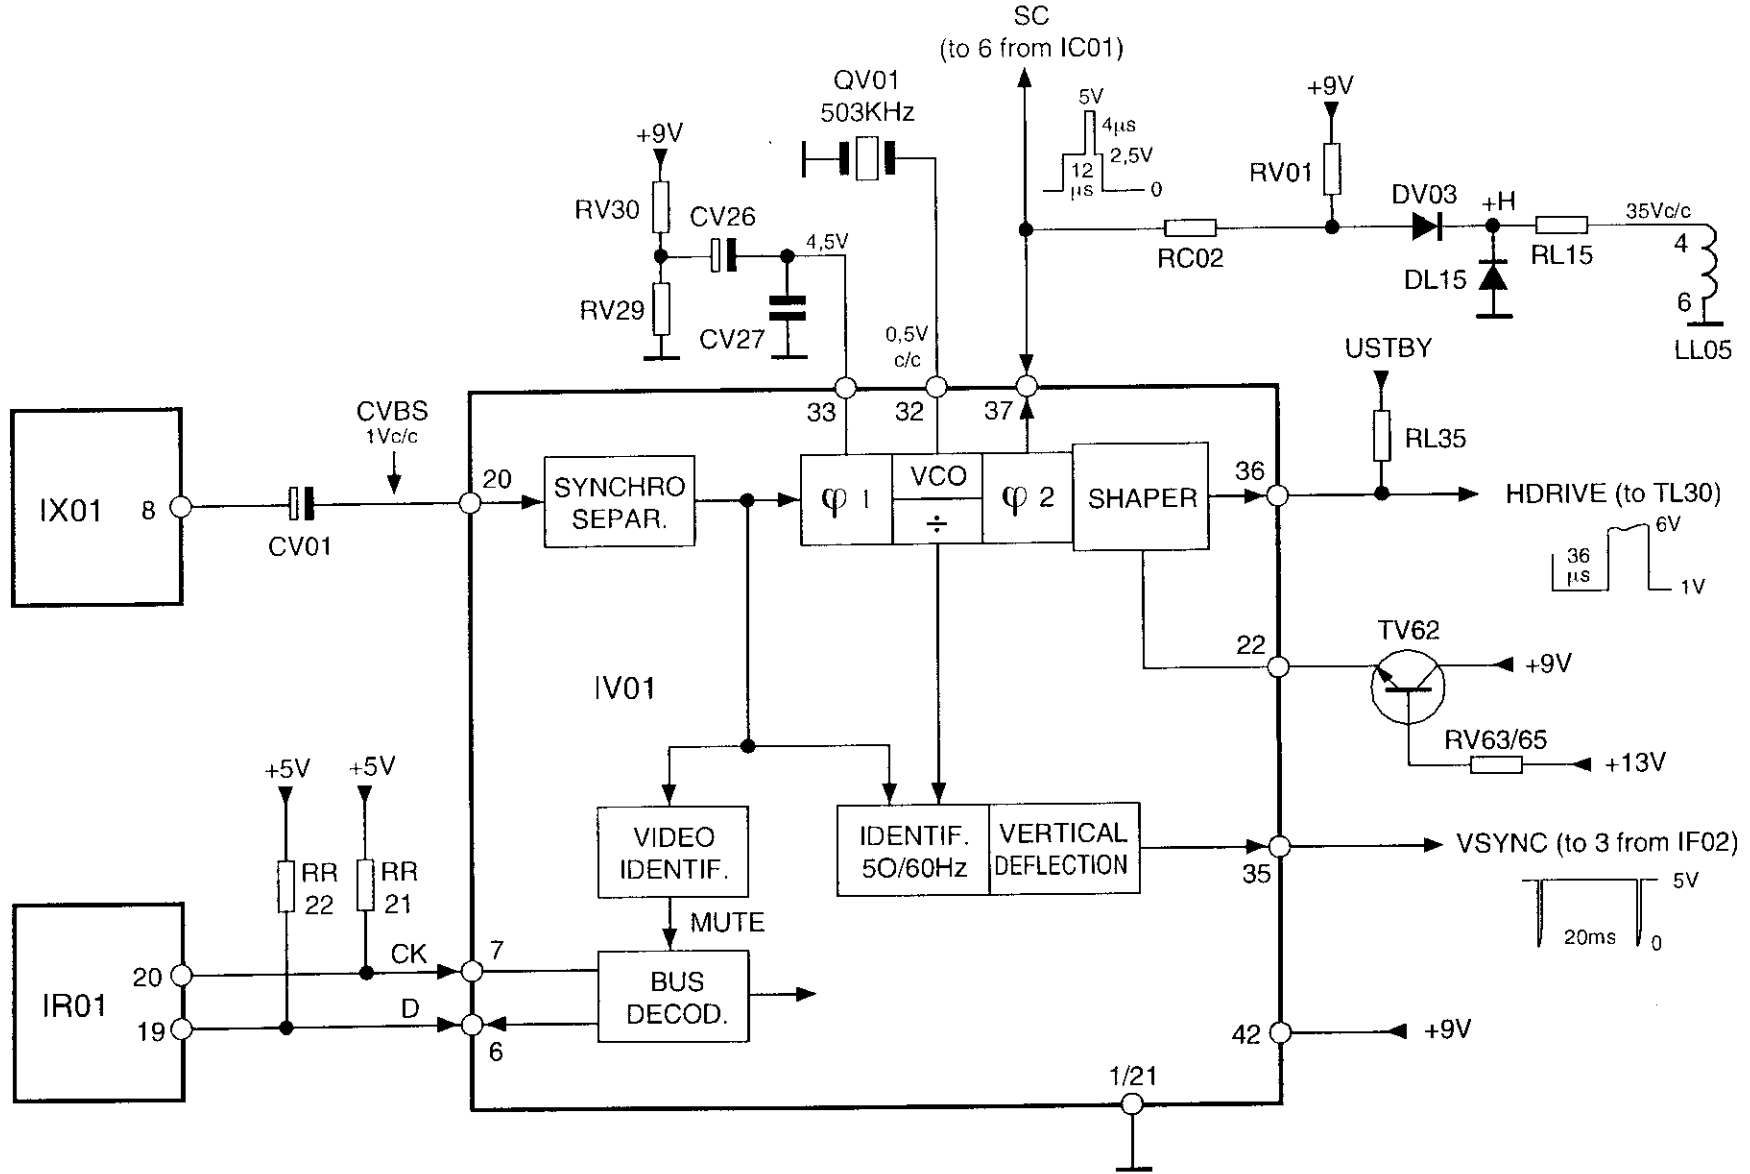 SC
(to 6 from IC01)
QV01
503KHz
5V
4µs
2,5V
12
µs
0
+9V
RV01
+9V
RV30
CV26
4,5V
RV29
CV27
0,5V
c/c
RC02
DV03
+H
35Vc/c
RL15
DL15
4
6
LL05
USTBY
RL35
33
32
37
IX01
8
CVBS
1Vc/c
CV01
20
SYNCHRO
SEPAR.
φ 1
VCO
÷
φ 2
SHAPER
36
HDRIVE (to TL30)
6V
36
µs
1V
22
TV62
+9V
RV63/65
+13V
IV01
+5V
+5V
RR
22
RR
21
VIDEO
IDENTIF.
IDENTIF.
5O/60Hz
VERTICAL
DEFLECTION
35
VSYNC (to 3 from IF02)
5V
20ms
0
MUTE
IR01
20
19
CK
D
7
6
BUS
DECOD.
42
+9V
1/21